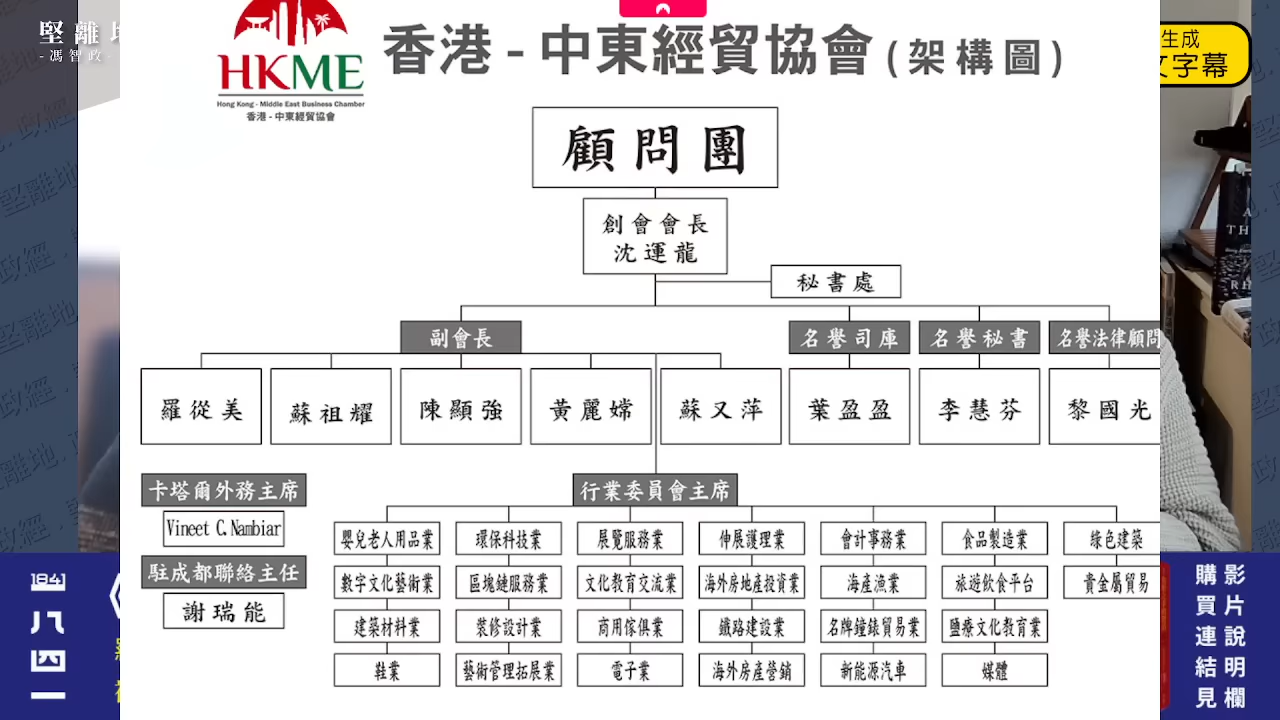 堅離地
-馮智政-
HKME
Hong Kong - Middle East Business Chamber
香港-中東經貿協會
香港-中東經貿協會(架構圖)
生成
文字幕
顧問團
創會會長
沈運龍
秘書處
副會長
名譽司庫
名譽秘書
名譽法律顧問
羅從美
蘇祖耀
陳顯強
黃麗嫦
蘇又萍
葉盈盈
李慧芬
黎國光
卡塔爾外務主席
Vineet C. Nambiar
駐成都聯絡主任
謝瑞能
行業委員會主席
嬰兒老人用品業
環保科技業
展覽服務業
伸展護理業
會計事務業
食品製造業
綠色建築
數字文化藝術業
區塊鏈服務業
文化教育交流業
海外房地產投資業
海產漁業
旅遊飲食平台
貴金屬貿易
建築材料業
裝修設計業
商用傢俱業
鐵路建設業
名牌鐘錶貿易業
鹽療文化教育業
鞋業
藝術管理拓展業
電子業
海外房產營銷
新能源汽車
媒體
1841
一八四一
影片說明欄
購買連結見